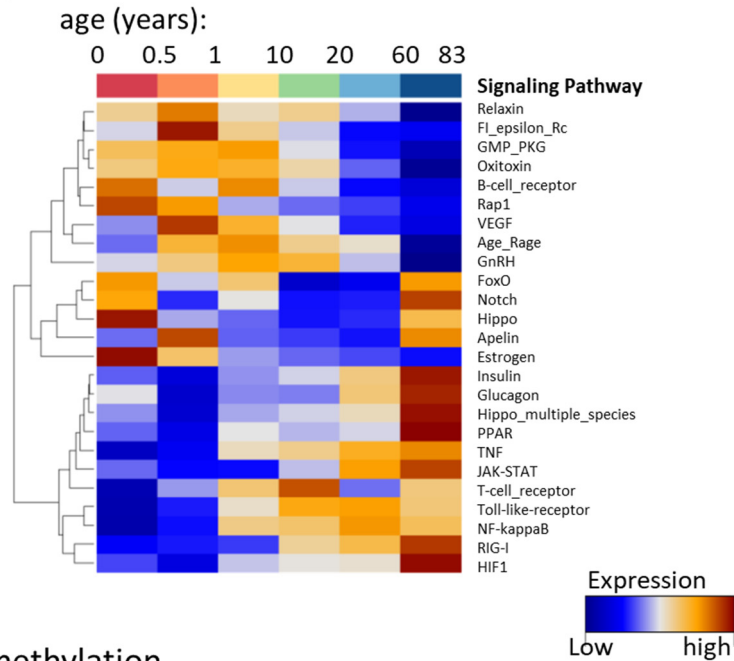 age (years):
0 0.5 1 10 20 60 83
Signaling Pathway
Relaxin
FI_epsilon_Rc
GMP_PKG
Oxitoxin
B-cell_receptor
Rap1
VEGF
Age_Rage
GnRH
FoxO
Notch
Hippo
Apelin
Estrogen
Insulin
Glucagon
Hippo_multiple_species
PPAR
TNF
JAK-STAT
T-cell_receptor
Toll-like-receptor
NF-kappaB
RIG-I
HIF1
Expression
Low high
methylation